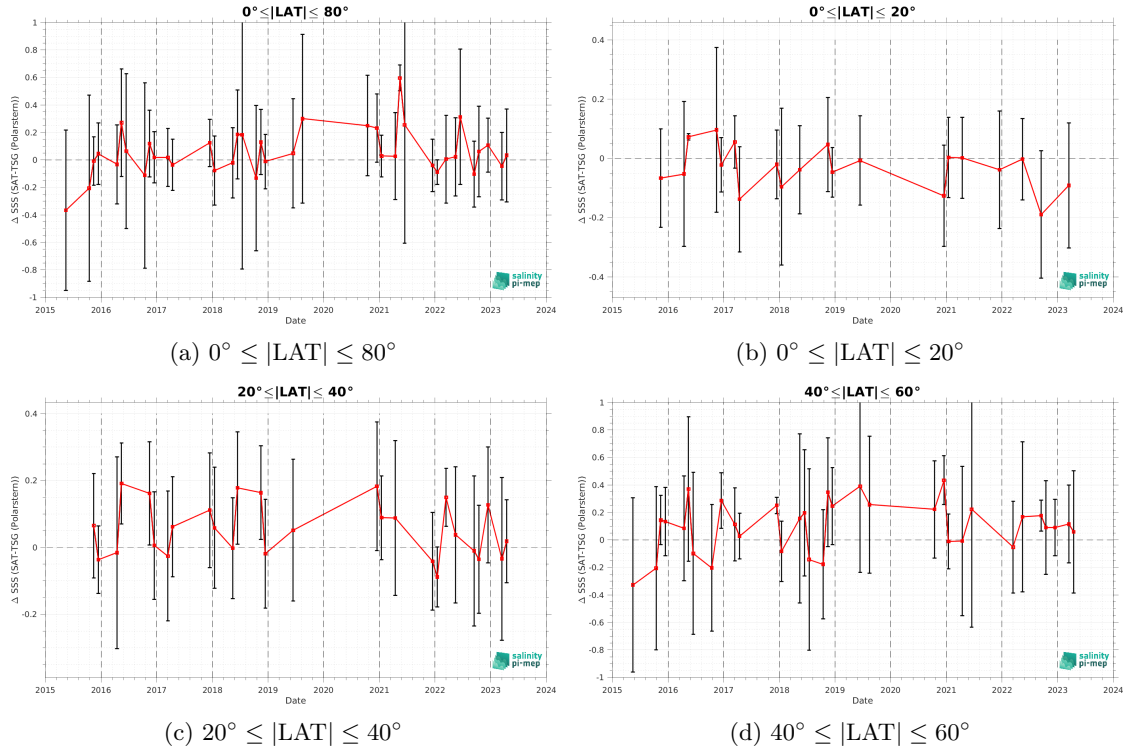 0°≤|LAT|≤ 80°
Δ SSS (SAT-TSG (Polarstern))
1
0.8
0.6
0.4
0.2
0
-0.2
-0.4
-0.6
-0.8
-1
2015 2016 2017 2018 2019 2020 2021 2022 2023 2024
Date
salinity
pi-mep
(a) 0° ≤ |LAT| ≤ 80°
0°≤|LAT|≤ 20°
Δ SSS (SAT-TSG (Polarstern))
0.4
0.2
0
-0.2
-0.4
2015 2016 2017 2018 2019 2020 2021 2022 2023 2024
Date
salinity
pi-mep
(b) 0° ≤ |LAT| ≤ 20°
20°≤|LAT|≤ 40°
Δ SSS (SAT-TSG (Polarstern))
0.4
0.2
0
-0.2
2015 2016 2017 2018 2019 2020 2021 2022 2023 2024
Date
salinity
pi-mep
(c) 20° ≤ |LAT| ≤ 40°
40°≤|LAT|≤ 60°
Δ SSS (SAT-TSG (Polarstern))
1
0.8
0.6
0.4
0.2
0
-0.2
-0.4
-0.6
-0.8
-1
2015 2016 2017 2018 2019 2020 2021 2022 2023 2024
Date
salinity
pi-mep
(d) 40° ≤ |LAT| ≤ 60°